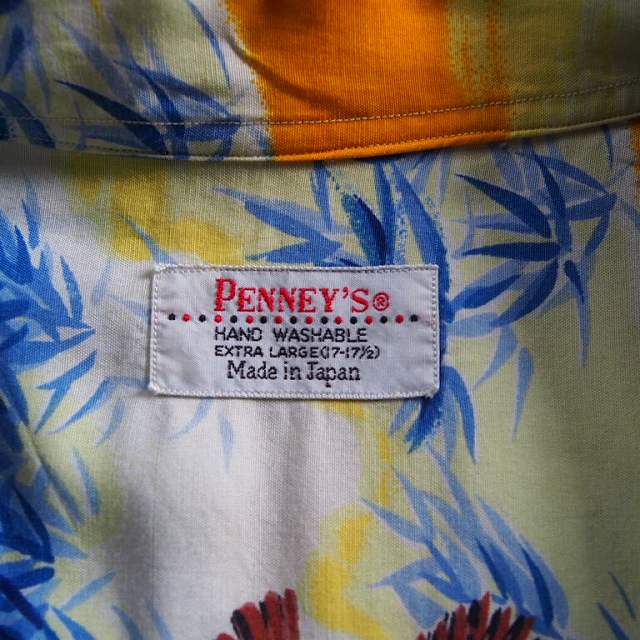 PENNEY'S®
HAND WASHABLE
EXTRA LARGE(17-17½)
Made in Japan